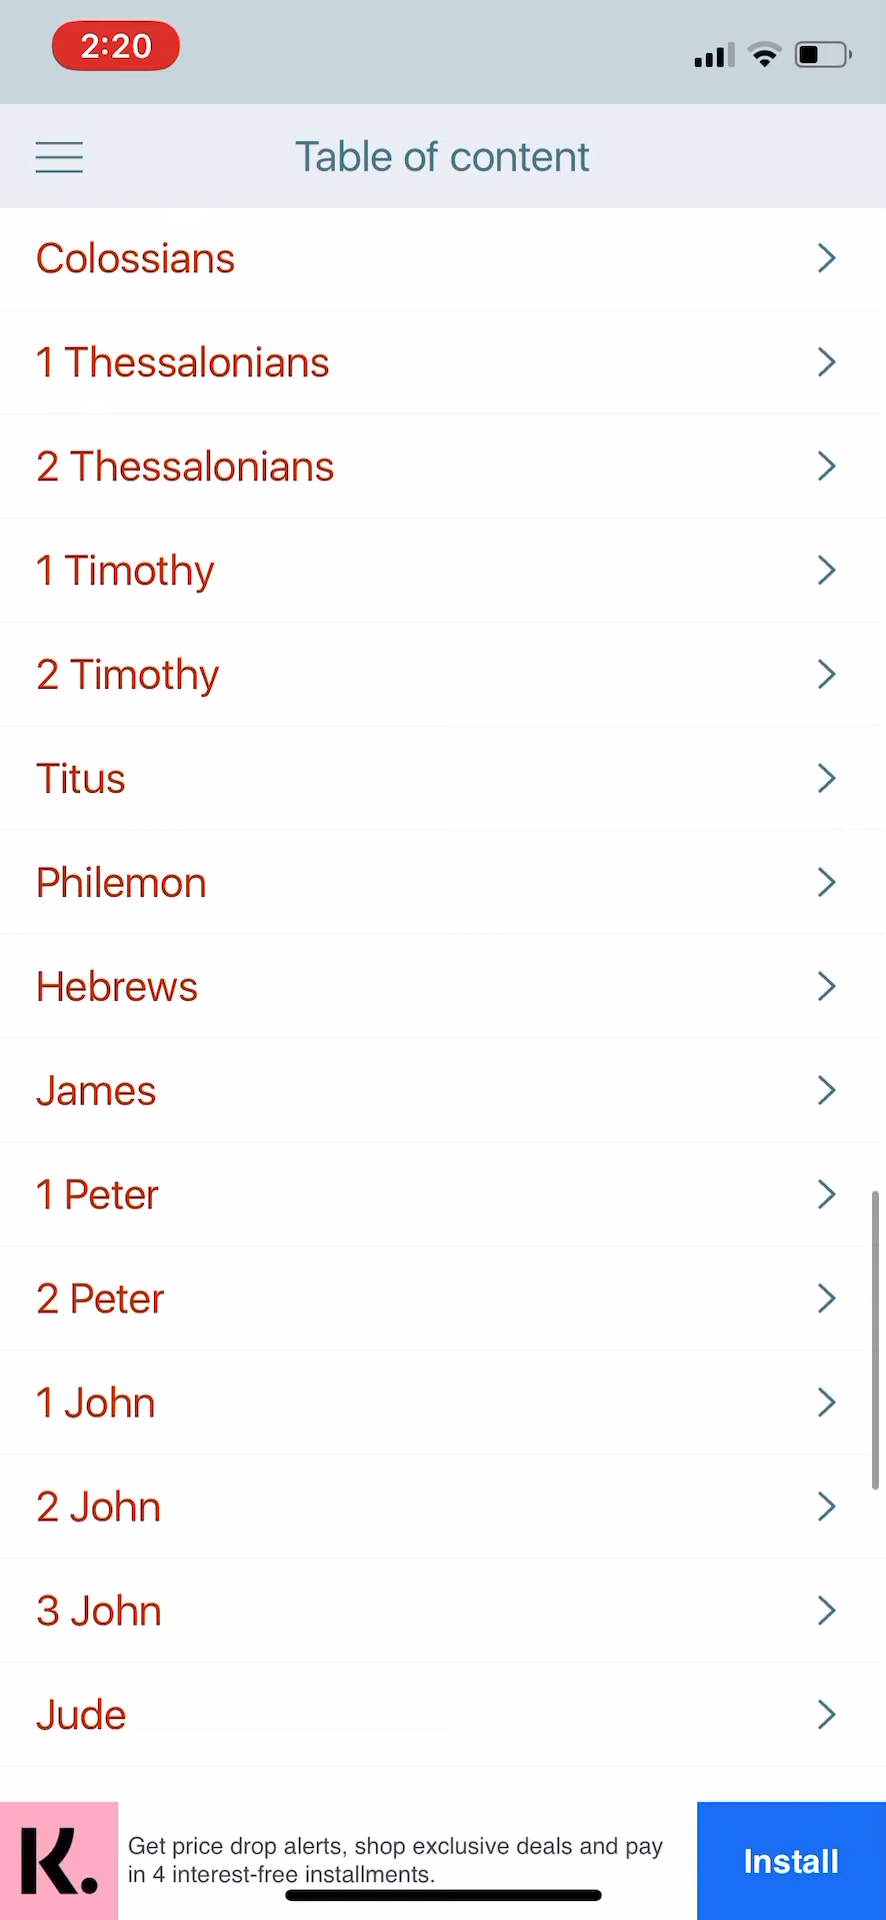 2:20
Table of content
Colossians
1 Thessalonians
2 Thessalonians
1 Timothy
2 Timothy
Titus
Philemon
Hebrews
James
1 Peter
2 Peter
1 John
2 John
3 John
Jude
K.
Get price drop alerts, shop exclusive deals and pay
in 4 interest-free installments.
Install